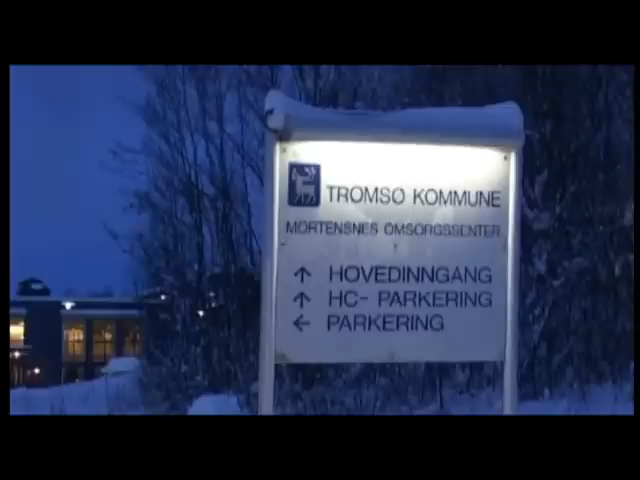 TROMSØ KOMMUNE
MORTENSNES OMSORGSSENTER
↑ HOVEDINNGANG
↑ HC- PARKERING
← PARKERING